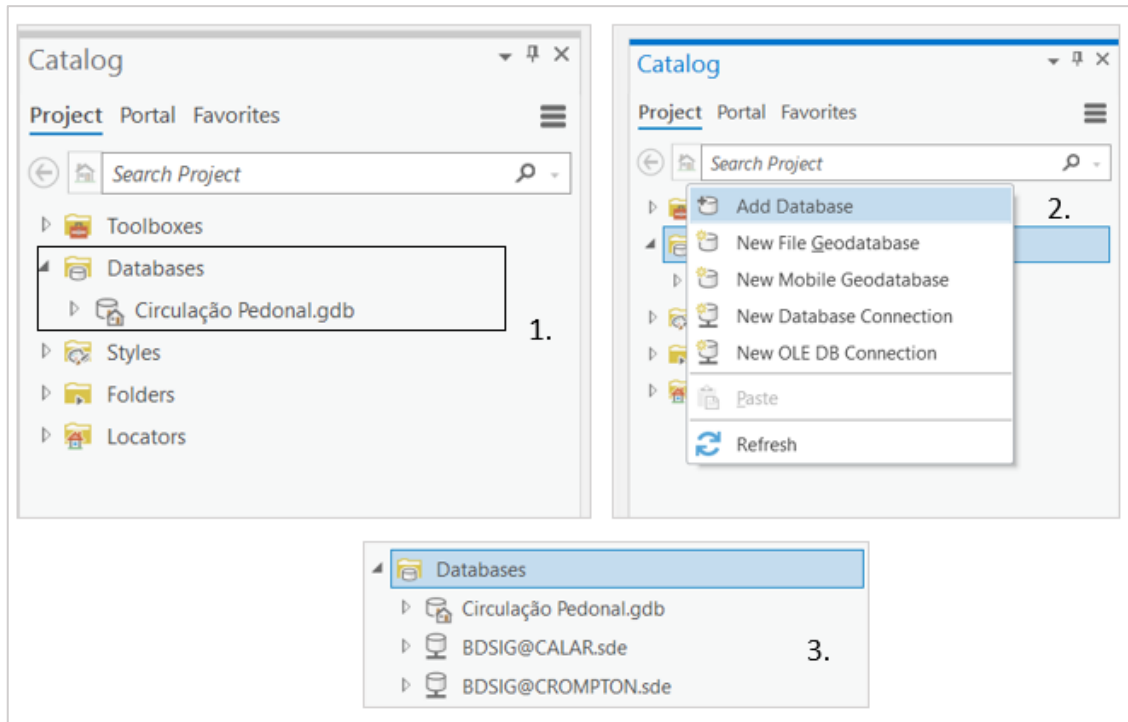 Catalog
Project Portal Favorites
Search Project
Toolboxes
Databases
Circulação Pedonal.gdb
1.
Styles
Folders
Locators
Catalog
Project Portal Favorites
Search Project
Add Database
2.
New File Geodatabase
New Mobile Geodatabase
New Database Connection
New OLE DB Connection
Paste
Refresh
Databases
Circulação Pedonal.gdb
BDSIG@CALAR.sde
3.
BDSIG@CROMPTON.sde